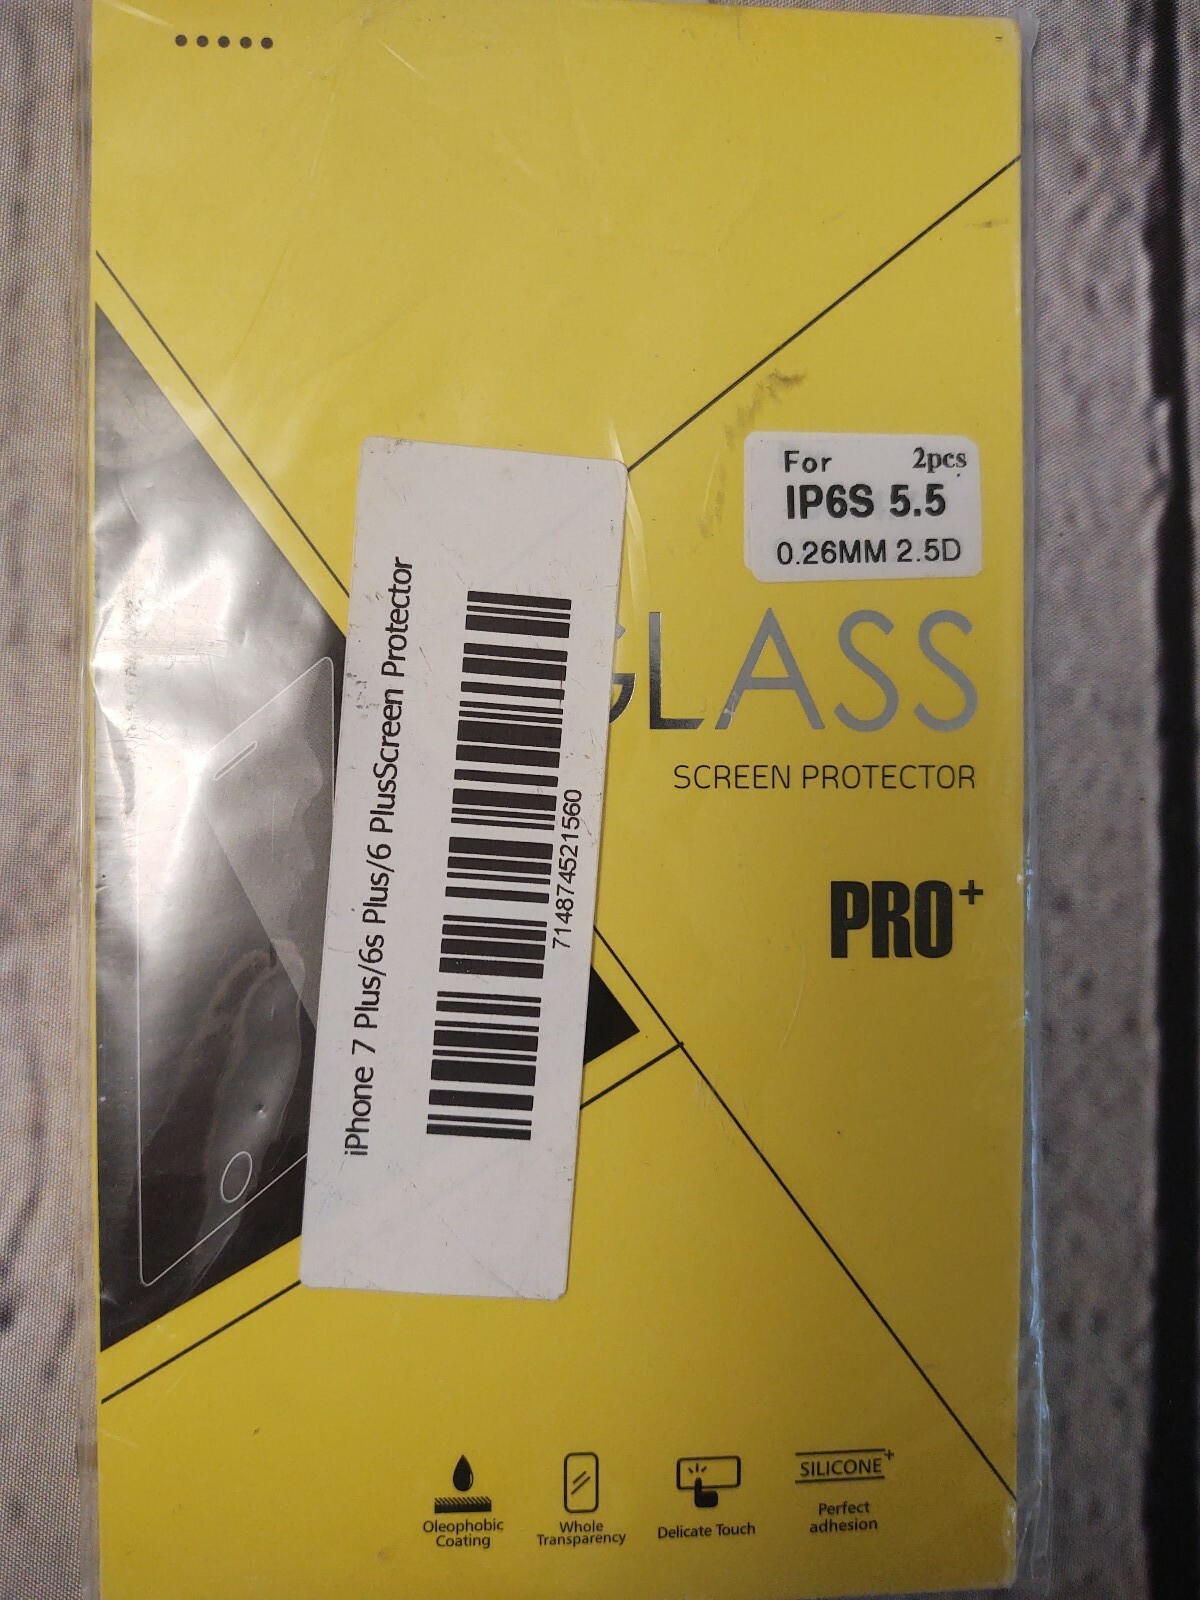 For 2pcs
IP6S 5.5
0.26MM 2.5D
GLASS
SCREEN PROTECTOR
PRO+
iPhone 7 Plus/6s Plus/6 PlusScreen Protector
714874521560
Oleophobic
Coating
Whole
Transparency
Delicate Touch
SILICONE+
Perfect
adhesion